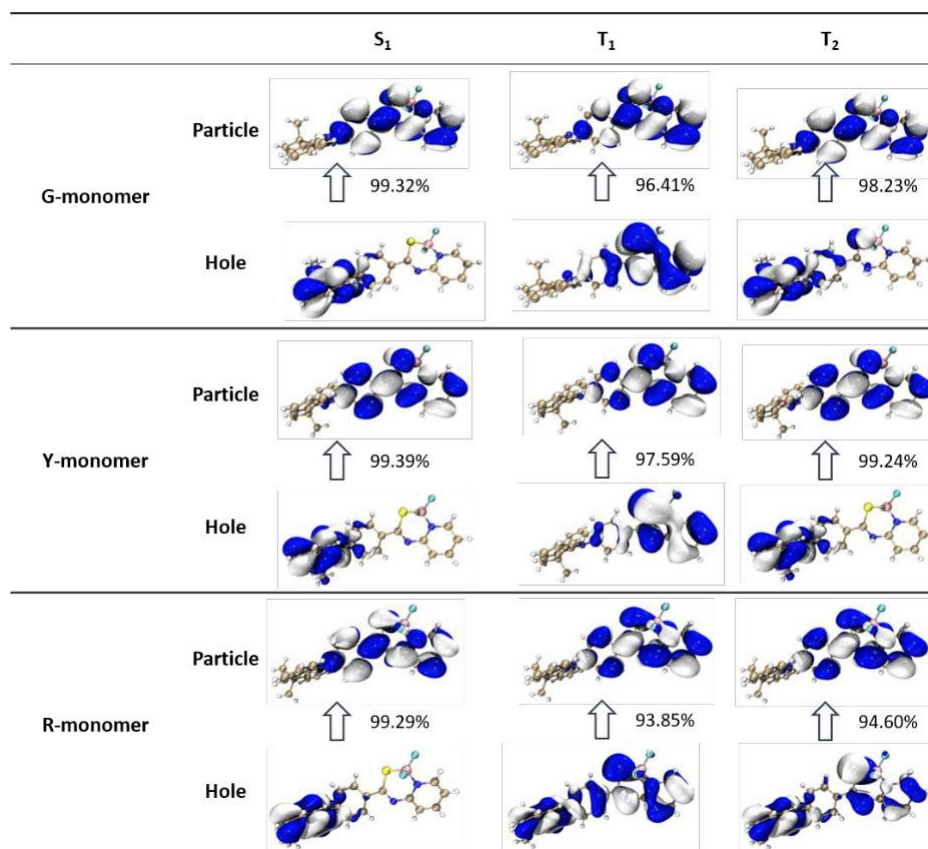 S₁ T₁ T₂
Particle
99.32% 96.41% 98.23%
G-monomer
Hole
Particle
99.39% 97.59% 99.24%
Y-monomer
Hole
Particle
99.29% 93.85% 94.60%
R-monomer
Hole